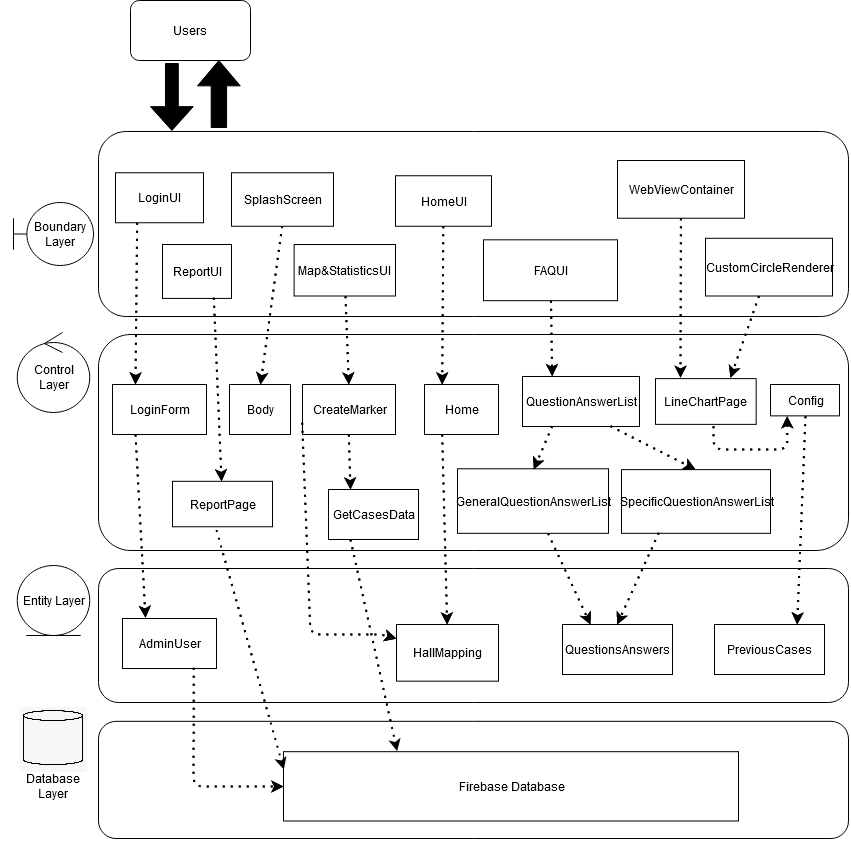 Users
LoginUI
SplashScreen
HomeUI
WebViewContainer
Boundary
Layer
ReportUI
Map&StatisticsUI
FAQUI
CustomCircleRenderer
Control
Layer
LoginForm
Body
CreateMarker
Home
QuestionAnswerList
LineChartPage
Config
ReportPage
GetCasesData
GeneralQuestionAnswerList
SpecificQuestionAnswerList
Entity Layer
AdminUser
HallMapping
QuestionsAnswers
PreviousCases
Database
Layer
Firebase Database